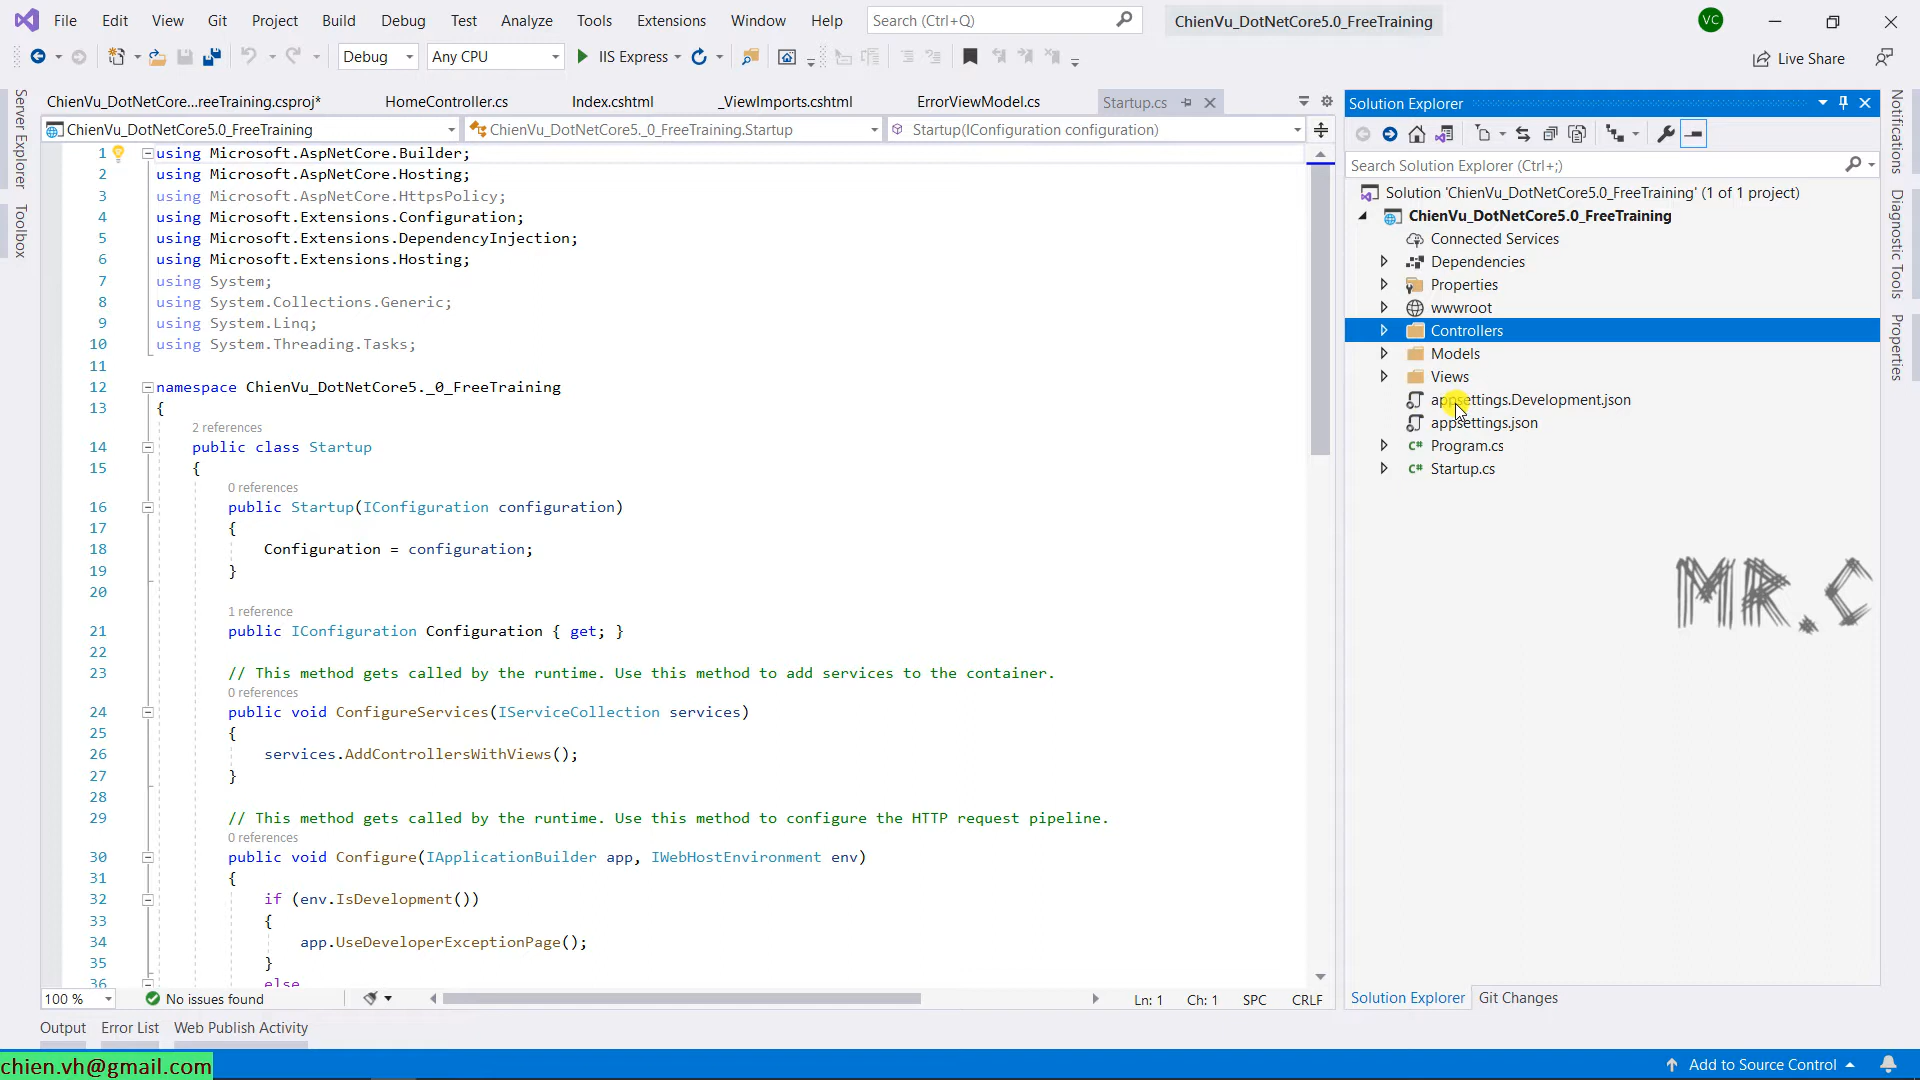 File Edit View Git Project Build Debug Test Analyze Tools Extensions Window Help Search (Ctrl+Q) ChienVu_DotNetCore5.0_FreeTraining VC
Debug Any CPU IIS Express Live Share
Server Explorer
Toolbox
ChienVu_DotNetCore...reeTraining.csproj* HomeController.cs Index.cshtml _ViewImports.cshtml ErrorViewModel.cs Startup.cs
ChienVu_DotNetCore5.0_FreeTraining ChienVu_DotNetCore5._0_FreeTraining.Startup Startup(IConfiguration configuration)
1 using Microsoft.AspNetCore.Builder;
2 using Microsoft.AspNetCore.Hosting;
3 using Microsoft.AspNetCore.HttpsPolicy;
4 using Microsoft.Extensions.Configuration;
5 using Microsoft.Extensions.DependencyInjection;
6 using Microsoft.Extensions.Hosting;
7 using System;
8 using System.Collections.Generic;
9 using System.Linq;
10 using System.Threading.Tasks;
11
12 namespace ChienVu_DotNetCore5._0_FreeTraining
13 {
2 references
14 public class Startup
15 {
0 references
16 public Startup(IConfiguration configuration)
17 {
18 Configuration = configuration;
19 }
20
1 reference
21 public IConfiguration Configuration { get; }
22
23 // This method gets called by the runtime. Use this method to add services to the container.
0 references
24 public void ConfigureServices(IServiceCollection services)
25 {
26 services.AddControllersWithViews();
27 }
28
29 // This method gets called by the runtime. Use this method to configure the HTTP request pipeline.
0 references
30 public void Configure(IApplicationBuilder app, IWebHostEnvironment env)
31 {
32 if (env.IsDevelopment())
33 {
34 app.UseDeveloperExceptionPage();
35 }
36 else
100 % No issues found Ln: 1 Ch: 1 SPC CRLF
Solution Explorer
Search Solution Explorer (Ctrl+;)
Solution 'ChienVu_DotNetCore5.0_FreeTraining' (1 of 1 project)
ChienVu_DotNetCore5.0_FreeTraining
Connected Services
Dependencies
Properties
wwwroot
Controllers
Models
Views
appsettings.Development.json
appsettings.json
C# Program.cs
C# Startup.cs
MR.C
Solution Explorer Git Changes
Notifications
Diagnostic Tools
Properties
Output Error List Web Publish Activity
chien.vh@gmail.com
Add to Source Control